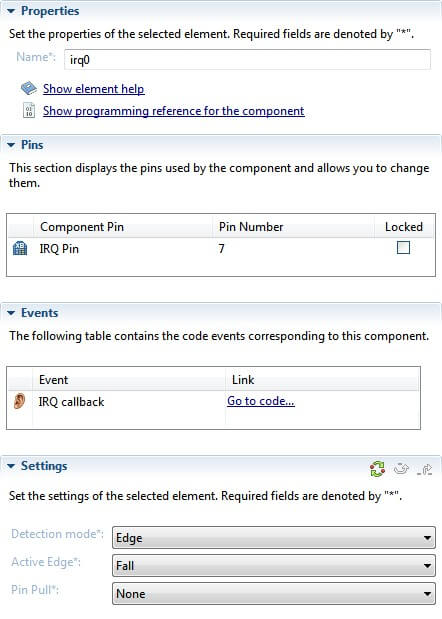 Properties
Set the properties of the selected element. Required fields are denoted by "*".
Name*: irq0
Show element help
Show programming reference for the component
Pins
This section displays the pins used by the component and allows you to change
them.
Component Pin Pin Number Locked
IRQ Pin 7
Events
The following table contains the code events corresponding to this component.
Event Link
IRQ callback Go to code...
Settings
Set the settings of the selected element. Required fields are denoted by "*".
Detection mode*: Edge
Active Edge*: Fall
Pin Pull*: None